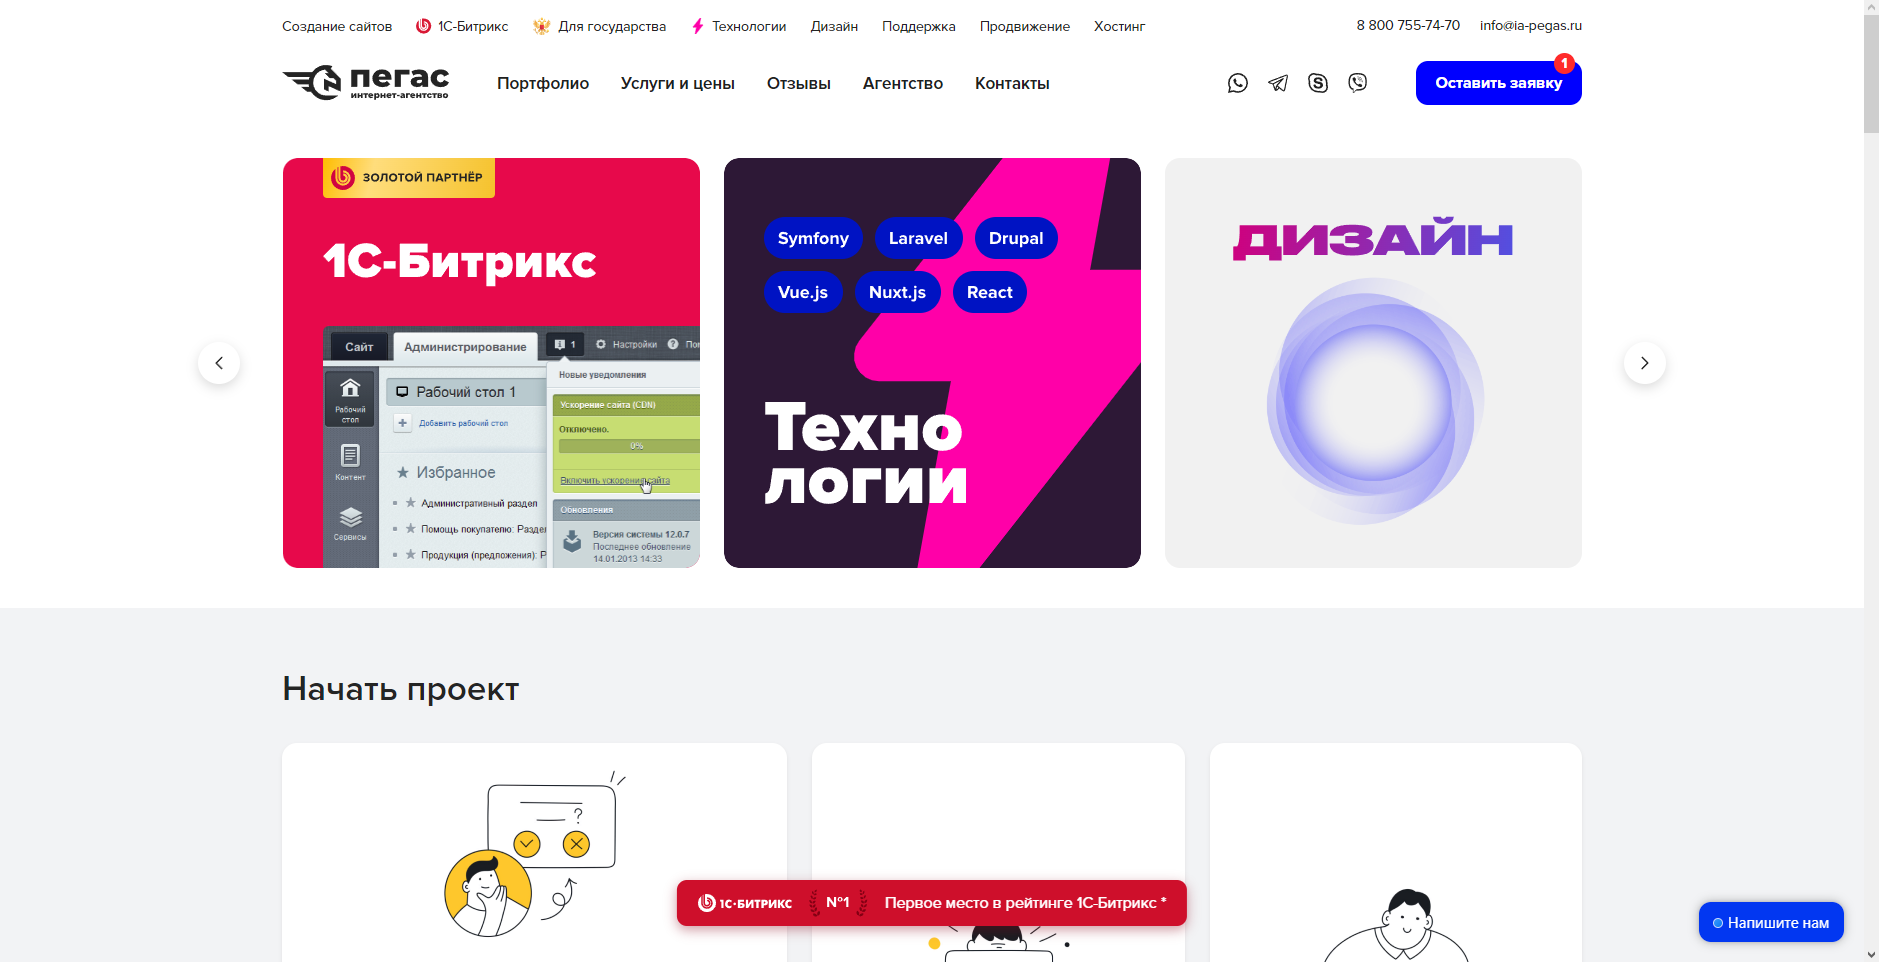 Создание сайтов 1С-Битрикс Для государства Технологии Дизайн Поддержка Продвижение Хостинг 8 800 755-74-70 info@ia-pegas.ru
пегас
интернет-агентство
Портфолио Услуги и цены Отзывы Агентство Контакты
Оставить заявку
1
ЗОЛОТОЙ ПАРТНЁР
1С-Битрикс
Сайт Администрирование 1 Настройки
Рабочий стол
Контент
Сервисы
Рабочий стол 1
Добавить рабочий стол
Избранное
Административный раздел
Помощь покупателю: Раздел
Продукция (предложения): Р
Новые уведомления
Ускорение сайта (CDN)
Отключено.
0%
Включить ускорение сайта
Обновления
Версия системы 12.0.7
Последнее обновление
14.01.2013 14:33
Symfony Laravel Drupal
Vue.js Nuxt.js React
Техно
логии
ДИЗАЙН
Начать проект
?
1С·БИТРИКС N°1 Первое место в рейтинге 1С-Битрикс *
Напишите нам